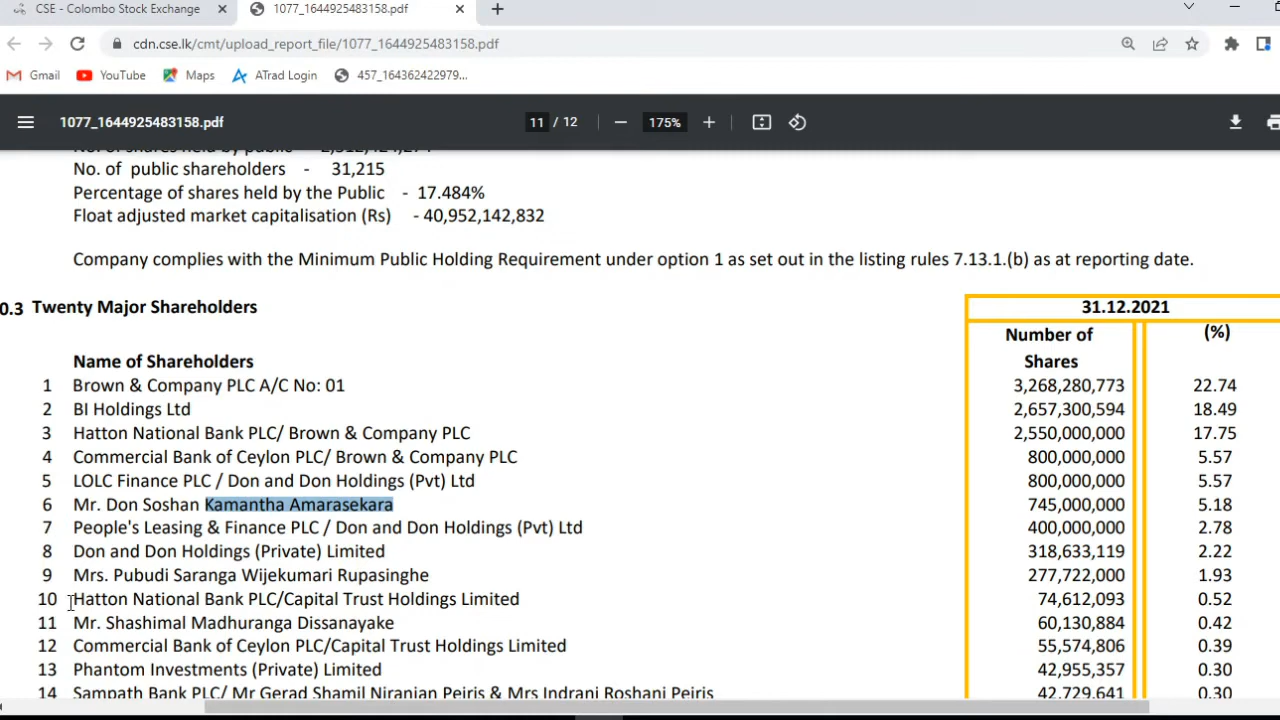 CSE - Colombo Stock Exchange
1077_1644925483158.pdf
cdn.cse.lk/cmt/upload_report_file/1077_1644925483158.pdf
Gmail YouTube Maps ATrad Login 457_164362422979...
1077_1644925483158.pdf 11 / 12 175%
No. of shares held by public -
No. of public shareholders - 31,215
Percentage of shares held by the Public - 17.484%
Float adjusted market capitalisation (Rs) - 40,952,142,832
Company complies with the Minimum Public Holding Requirement under option 1 as set out in the listing rules 7.13.1.(b) as at reporting date.
0.3 Twenty Major Shareholders 31.12.2021
Number of (%)
Name of Shareholders Shares
1 Brown & Company PLC A/C No: 01 3,268,280,773 22.74
2 BI Holdings Ltd 2,657,300,594 18.49
3 Hatton National Bank PLC/ Brown & Company PLC 2,550,000,000 17.75
4 Commercial Bank of Ceylon PLC/ Brown & Company PLC 800,000,000 5.57
5 LOLC Finance PLC / Don and Don Holdings (Pvt) Ltd 800,000,000 5.57
6 Mr. Don Soshan Kamantha Amarasekara 745,000,000 5.18
7 People's Leasing & Finance PLC / Don and Don Holdings (Pvt) Ltd 400,000,000 2.78
8 Don and Don Holdings (Private) Limited 318,633,119 2.22
9 Mrs. Pubudi Saranga Wijekumari Rupasinghe 277,722,000 1.93
10 Hatton National Bank PLC/Capital Trust Holdings Limited 74,612,093 0.52
11 Mr. Shashimal Madhuranga Dissanayake 60,130,884 0.42
12 Commercial Bank of Ceylon PLC/Capital Trust Holdings Limited 55,574,806 0.39
13 Phantom Investments (Private) Limited 42,955,357 0.30
14 Sampath Bank PLC/ Mr Gerad Shamil Niranjan Peiris & Mrs Indrani Roshani Peiris 42,729,641 0.30